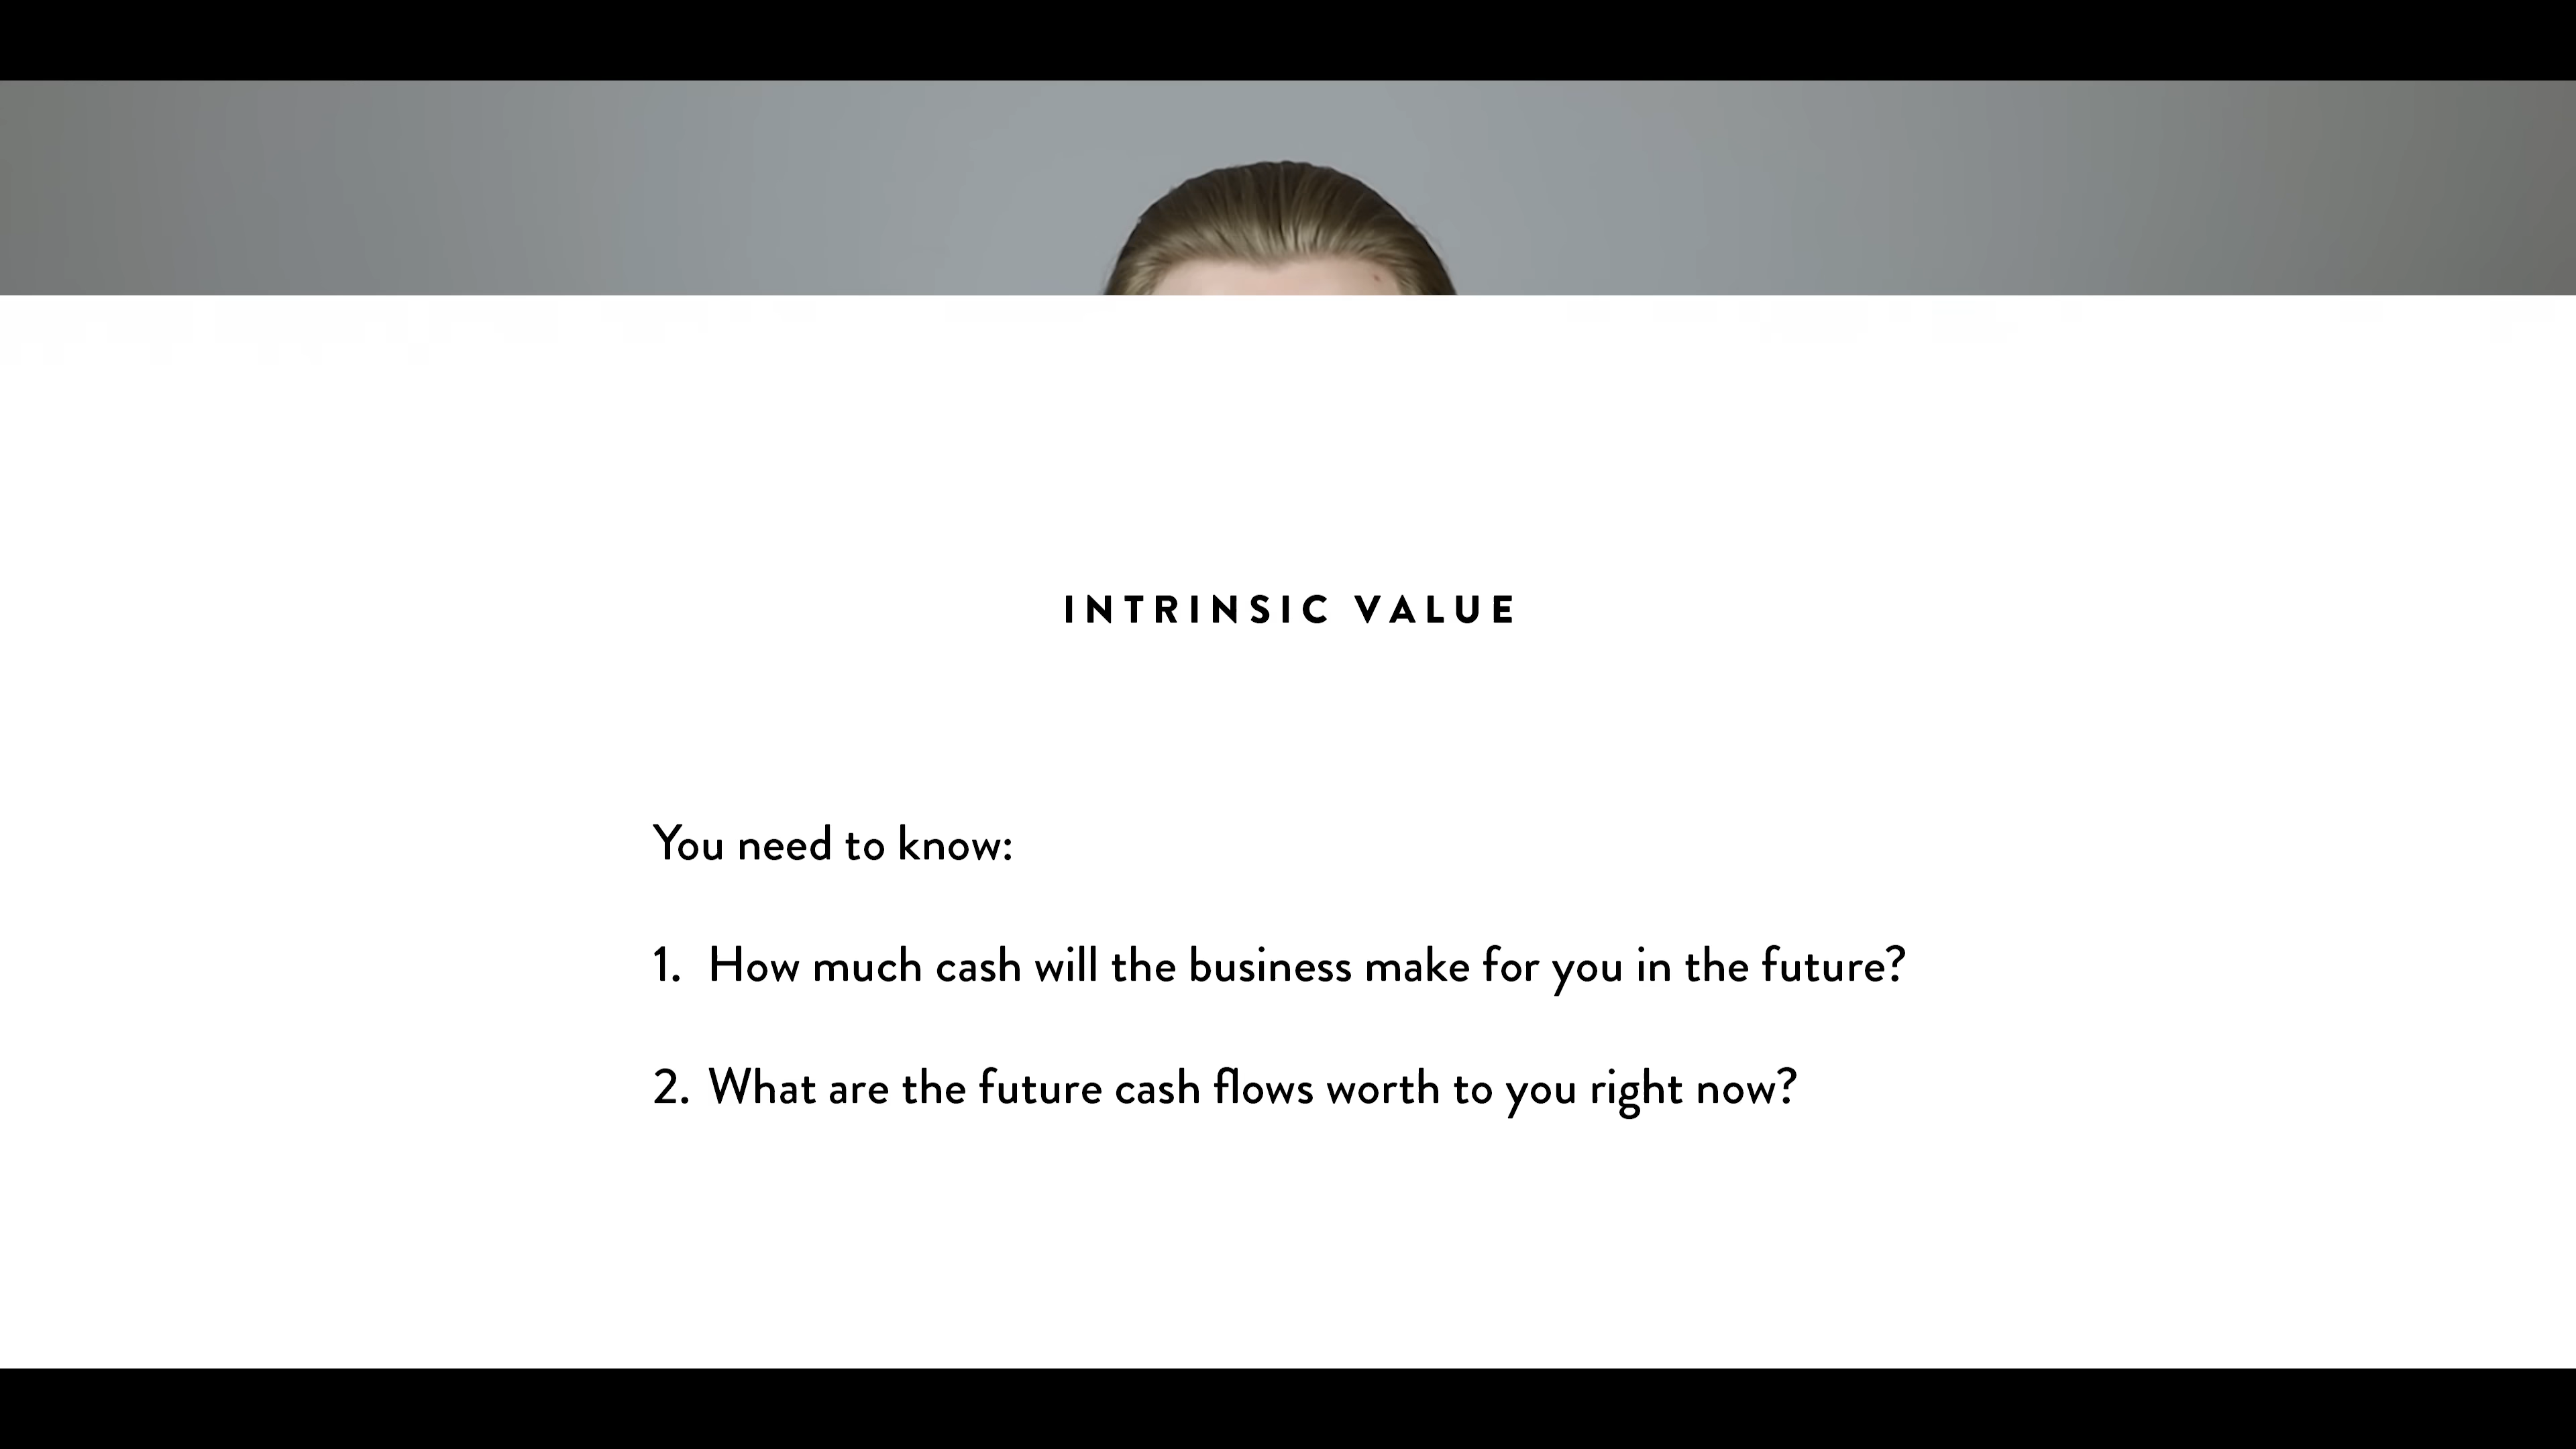 INTRINSIC VALUE
You need to know:
1. How much cash will the business make for you in the future?
2. What are the future cash flows worth to you right now?